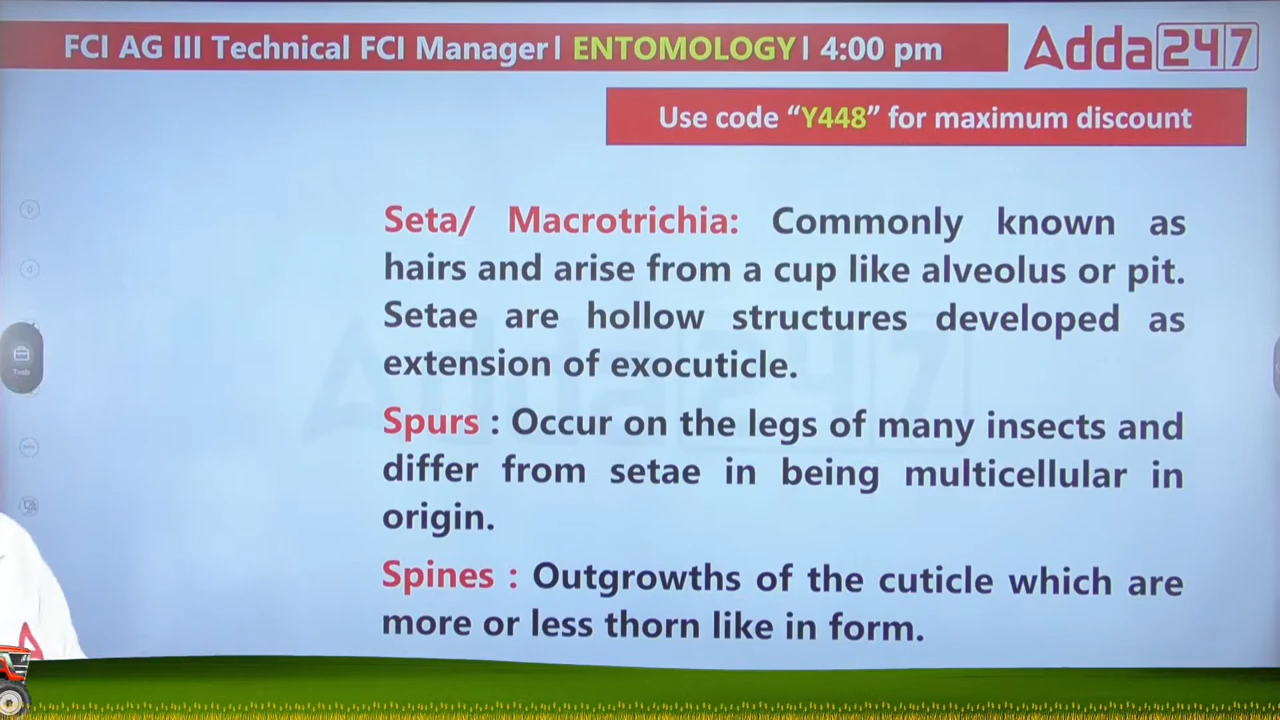 FCI AG III Technical FCI Manager| ENTOMOLOGY| 4:00 pm
Adda247
Use code “Y448” for maximum discount
Seta/ Macrotrichia: Commonly known as
hairs and arise from a cup like alveolus or pit.
Setae are hollow structures developed as
extension of exocuticle.
Spurs : Occur on the legs of many insects and
differ from setae in being multicellular in
origin.
Spines : Outgrowths of the cuticle which are
more or less thorn like in form.
Tools